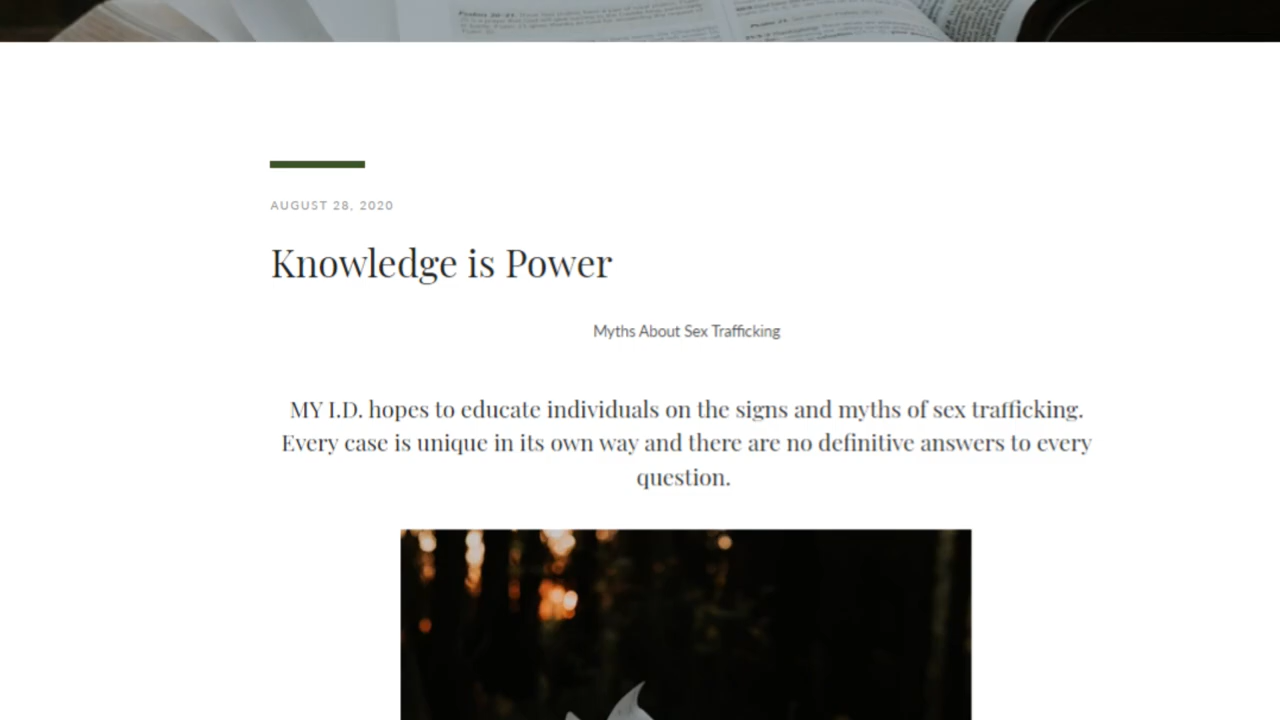 AUGUST 28, 2020
Knowledge is Power
Myths About Sex Trafficking
MY I.D. hopes to educate individuals on the signs and myths of sex trafficking.
Every case is unique in its own way and there are no definitive answers to every
question.